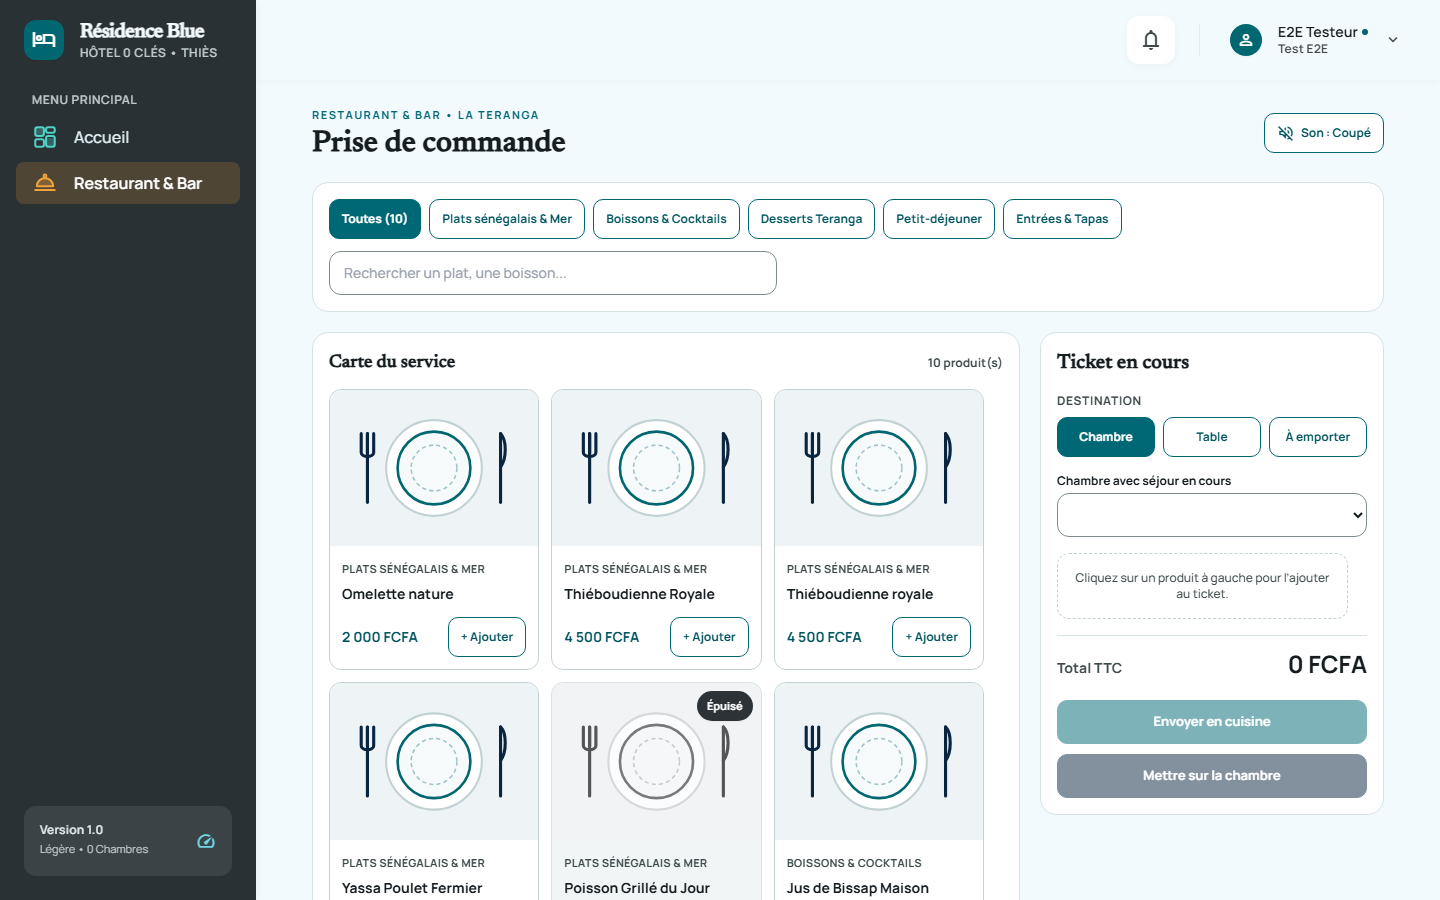 Résidence Blue
HÔTEL 0 CLÉS • THIÈS
MENU PRINCIPAL
Accueil
Restaurant & Bar
Version 1.0
Légère • 0 Chambres
E2E Testeur
Test E2E
RESTAURANT & BAR • LA TERANGA
Prise de commande
Son : Coupé
Toutes (10)
Plats sénégalais & Mer
Boissons & Cocktails
Desserts Teranga
Petit-déjeuner
Entrées & Tapas
Rechercher un plat, une boisson...
Carte du service
10 produit(s)
PLATS SÉNÉGALAIS & MER
Omelette nature
2 000 FCFA
+ Ajouter
PLATS SÉNÉGALAIS & MER
Thiéboudienne Royale
4 500 FCFA
+ Ajouter
PLATS SÉNÉGALAIS & MER
Thiéboudienne royale
4 500 FCFA
+ Ajouter
PLATS SÉNÉGALAIS & MER
Yassa Poulet Fermier
Épuisé
PLATS SÉNÉGALAIS & MER
Poisson Grillé du Jour
BOISSONS & COCKTAILS
Jus de Bissap Maison
Ticket en cours
DESTINATION
Chambre
Table
À emporter
Chambre avec séjour en cours
Cliquez sur un produit à gauche pour l'ajouter
au ticket.
Total TTC
0 FCFA
Envoyer en cuisine
Mettre sur la chambre